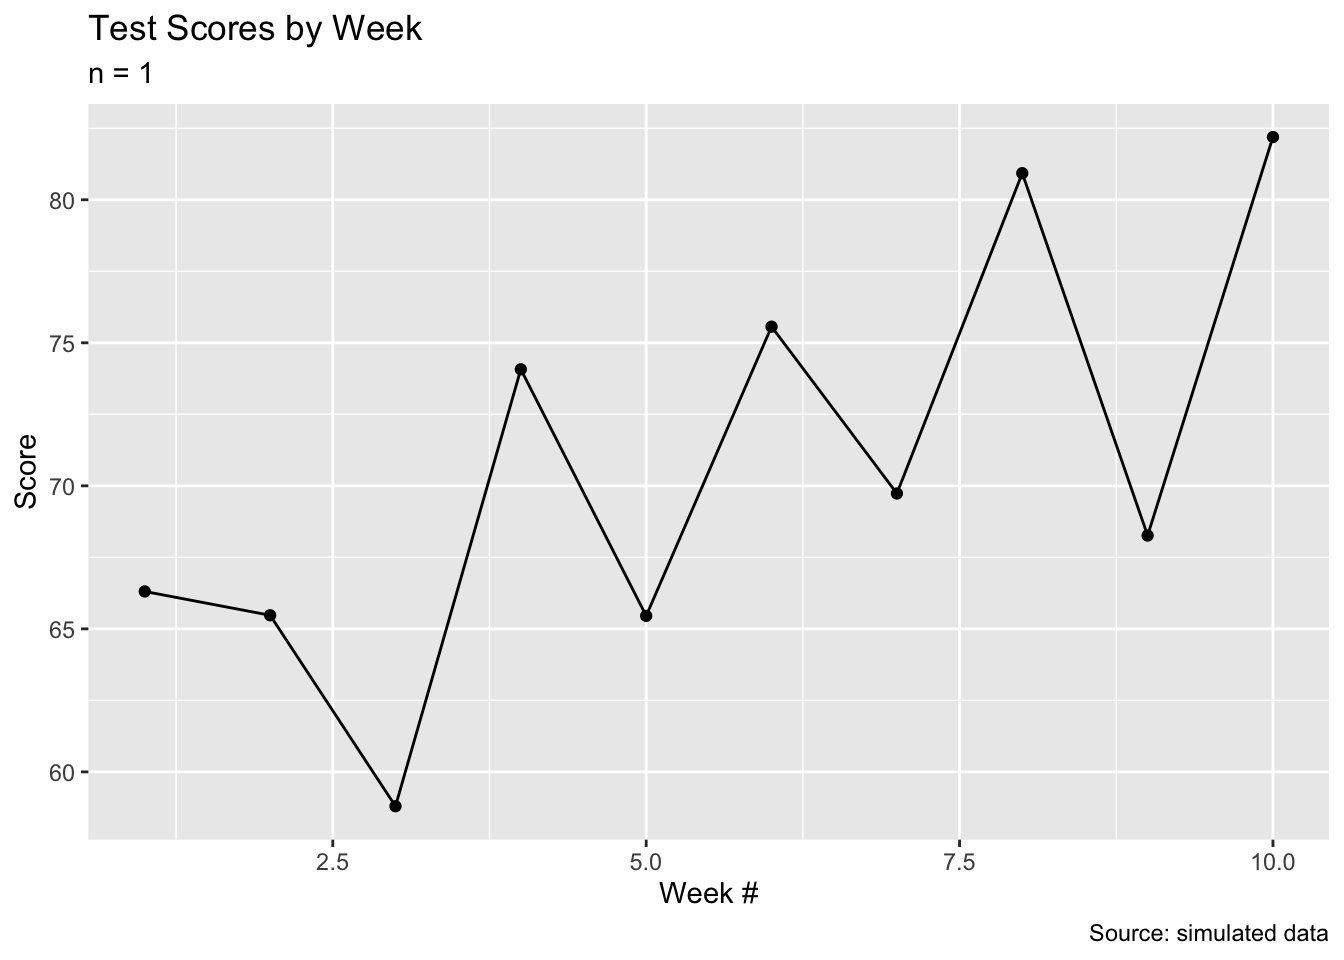 Test Scores by Week
n = 1
80
75
70
65
60
Score
2.5 5.0 7.5 10.0
Week #
Source: simulated data